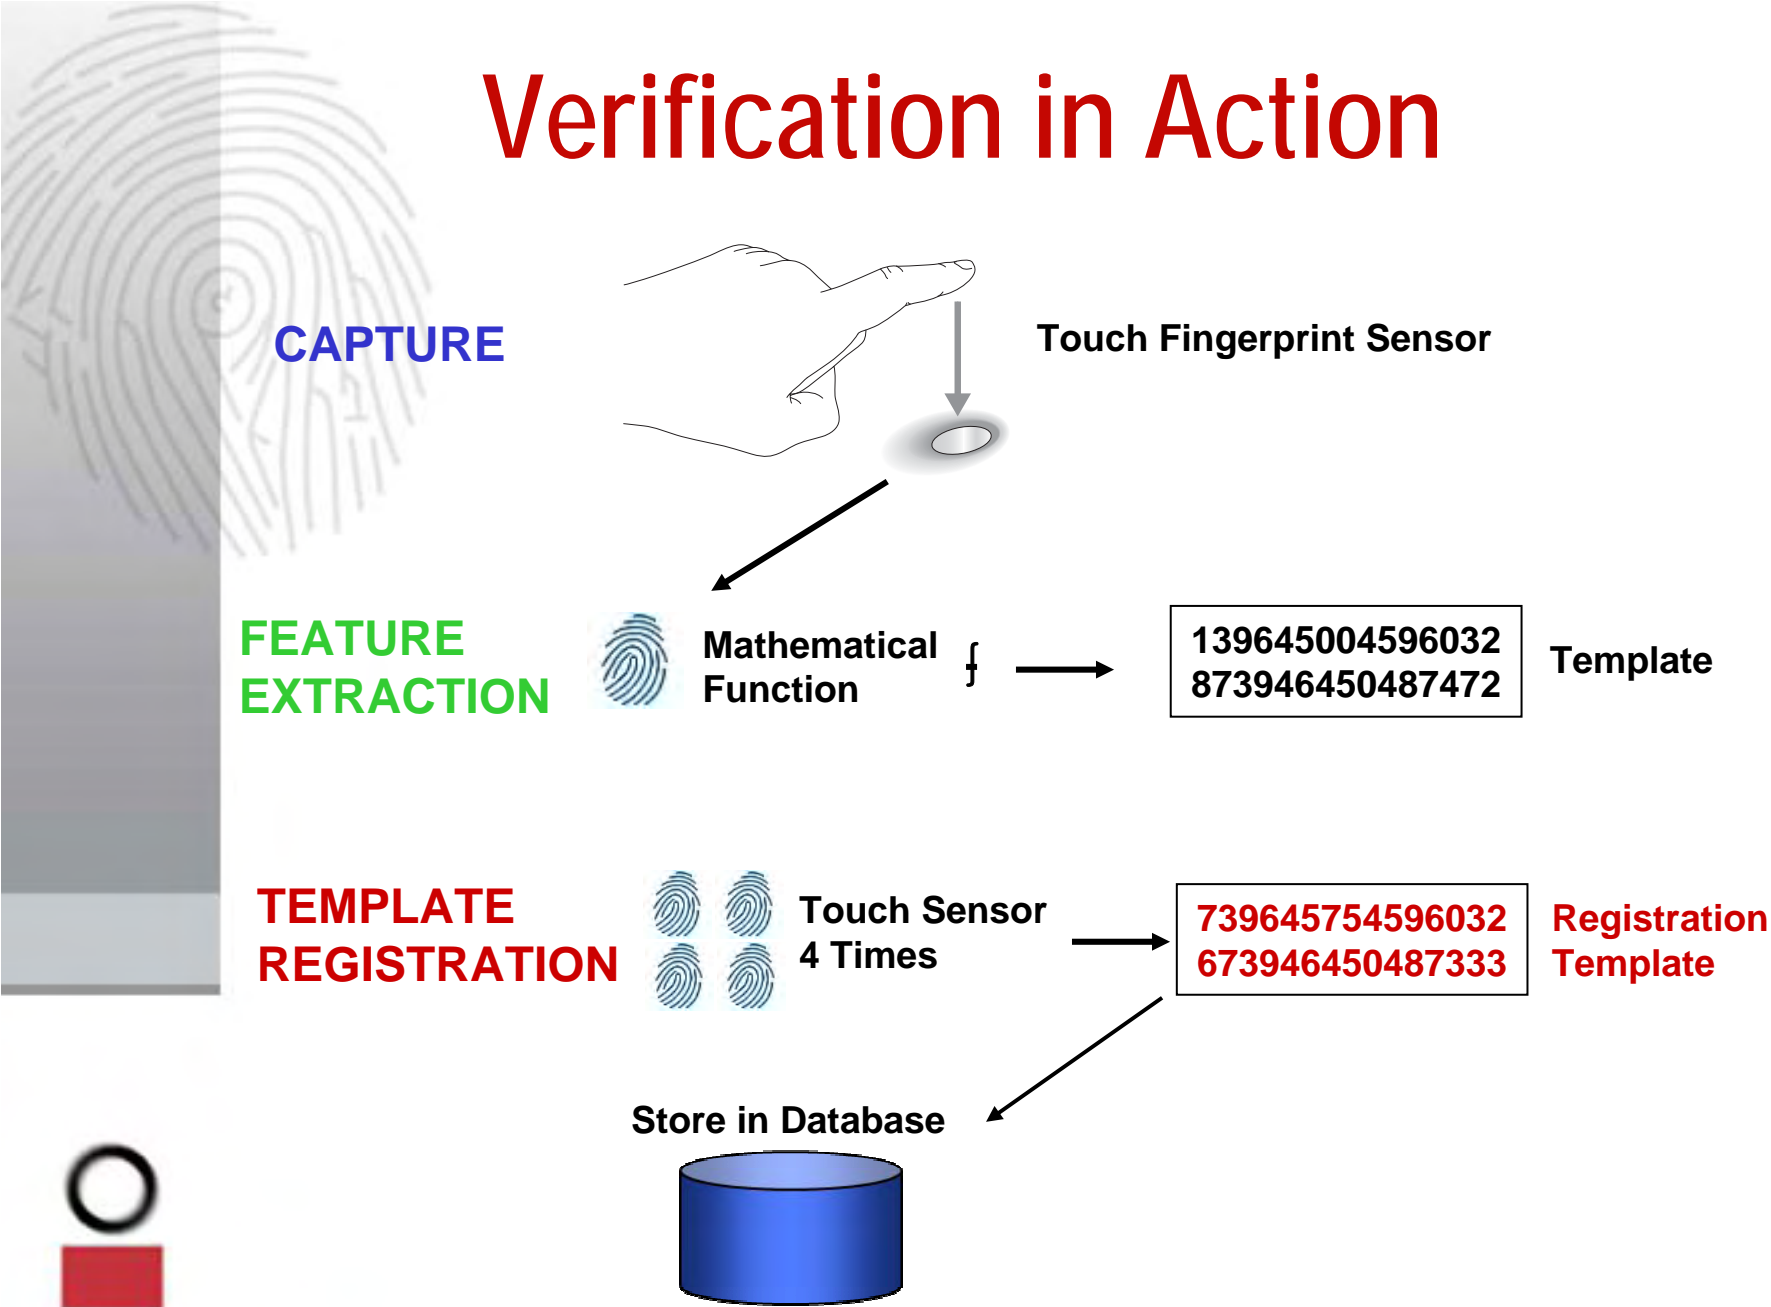 Verification in Action
CAPTURE
Touch Fingerprint Sensor
FEATURE
EXTRACTION
Mathematical
Function
⨍
139645004596032
873946450487472
Template
TEMPLATE
REGISTRATION
Touch Sensor
4 Times
739645754596032
673946450487333
Registration
Template
Store in Database